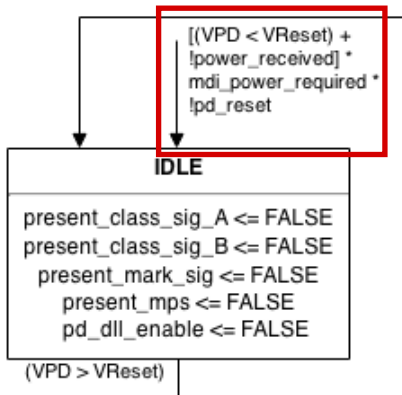 [(VPD < VReset) +
!power_received] *
mdi_power_required *
!pd_reset
IDLE
present_class_sig_A <= FALSE
present_class_sig_B <= FALSE
present_mark_sig <= FALSE
present_mps <= FALSE
pd_dll_enable <= FALSE
(VPD > VReset)